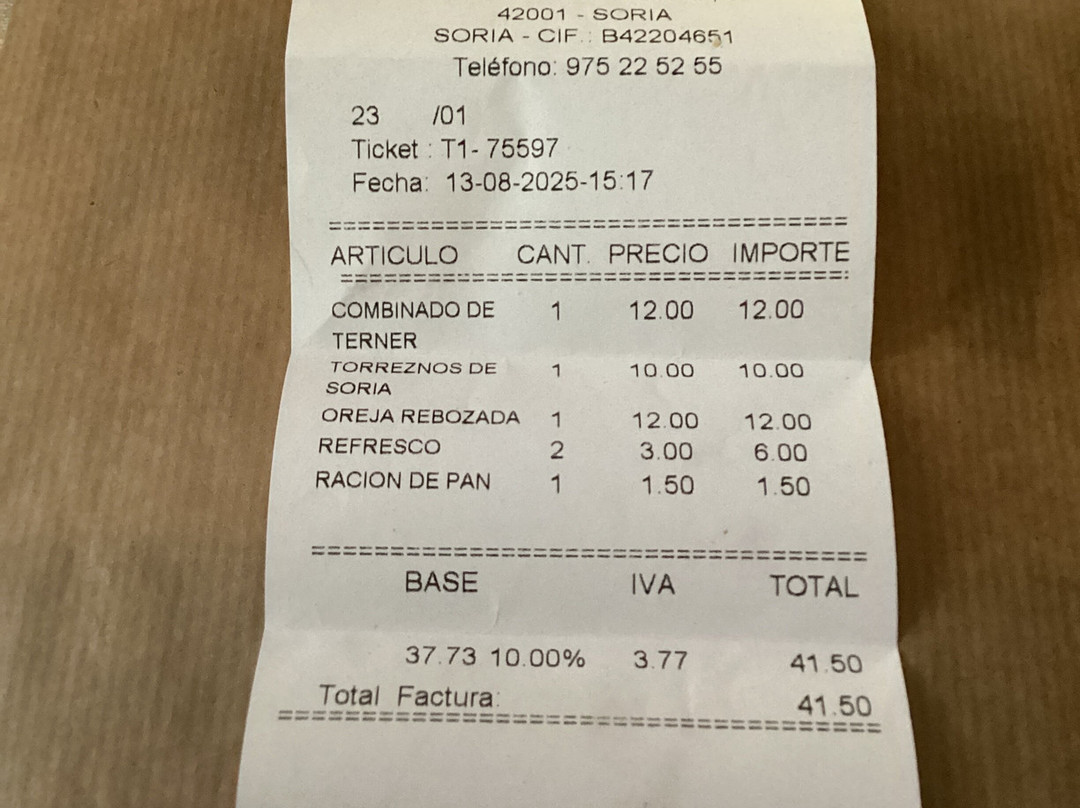 42001 - SORIA
SORIA - CIF.: B42204651
Teléfono: 975 22 52 55
23 /01
Ticket : T1- 75597
Fecha: 13-08-2025-15:17
==================================
ARTICULO CANT. PRECIO IMPORTE
==================================:
COMBINADO DE 1 12.00 12.00
TERNER
TORREZNOS DE 1 10.00 10.00
SORIA
OREJA REBOZADA 1 12.00 12.00
REFRESCO 2 3.00 6.00
RACION DE PAN 1 1.50 1.50
==================================
BASE IVA TOTAL
37.73 10.00% 3.77 41.50
Total Factura: 41.50
==================================